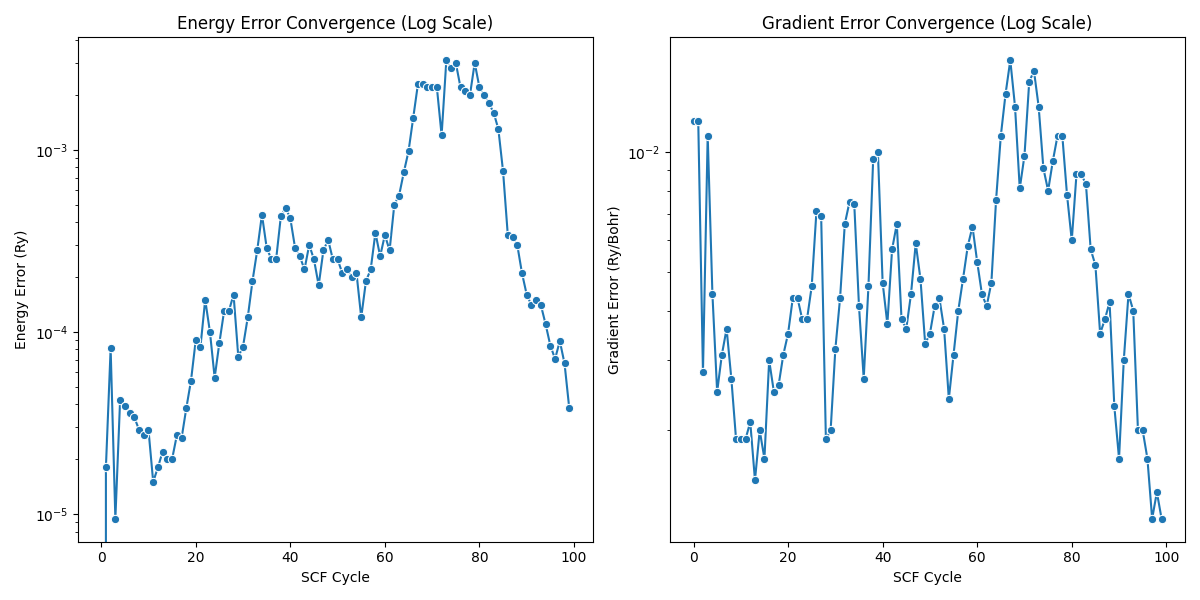 Energy Error Convergence (Log Scale)
Energy Error (Ry)
10⁻³
10⁻⁴
10⁻⁵
0 20 40 60 80 100
SCF Cycle
Gradient Error Convergence (Log Scale)
Gradient Error (Ry/Bohr)
10⁻²
0 20 40 60 80 100
SCF Cycle